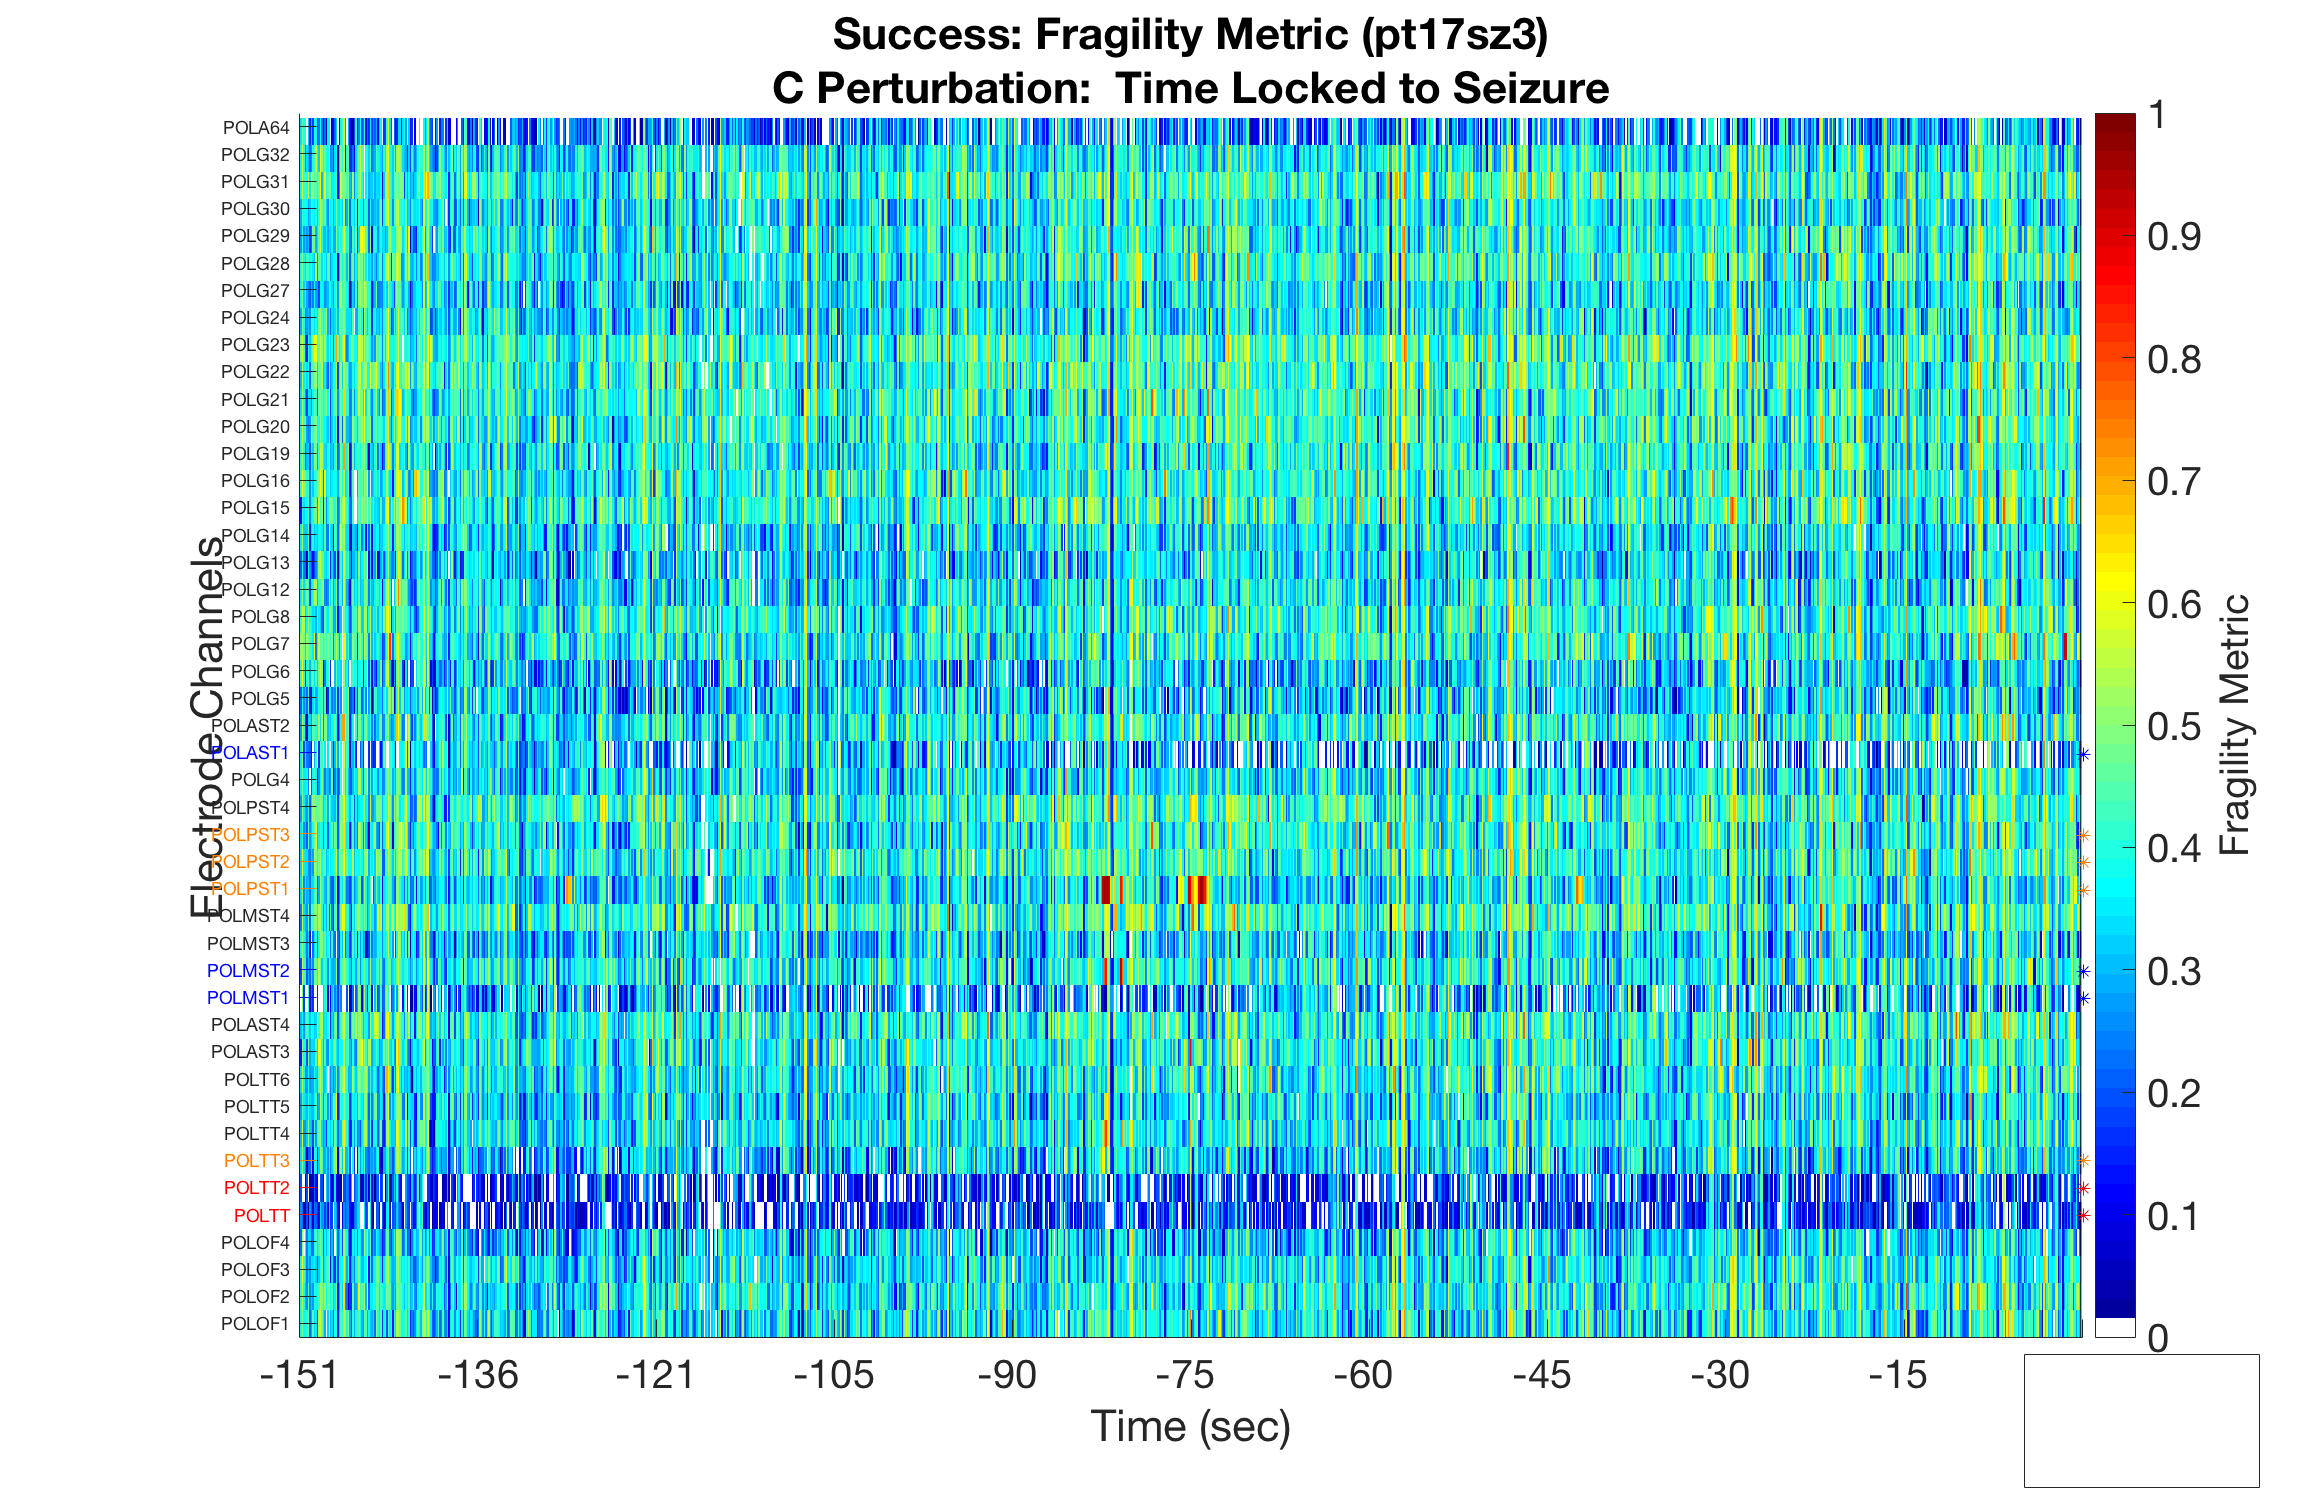 Success: Fragility Metric (pt17sz3)
C Perturbation:  Time Locked to Seizure
Electrode Channels
POLA64
POLG32
POLG31
POLG30
POLG29
POLG28
POLG27
POLG24
POLG23
POLG22
POLG21
POLG20
POLG19
POLG16
POLG15
POLG14
POLG13
POLG12
POLG8
POLG7
POLG6
POLG5
POLAST2
POLAST1
POLG4
POLPST4
POLPST3
POLPST2
POLPST1
POLMST4
POLMST3
POLMST2
POLMST1
POLAST4
POLAST3
POLTT6
POLTT5
POLTT4
POLTT3
POLTT2
POLTT
POLOF4
POLOF3
POLOF2
POLOF1
-151 -136 -121 -105 -90 -75 -60 -45 -30 -15
Time (sec)
1
0.9
0.8
0.7
0.6
0.5
0.4
0.3
0.2
0.1
0
Fragility Metric